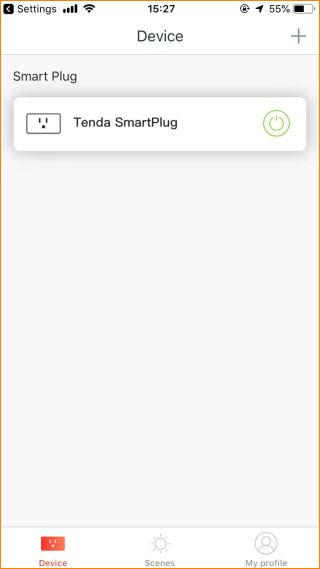 Settings 15:27 55%
Device
Smart Plug
Tenda SmartPlug
Device Scenes My profile